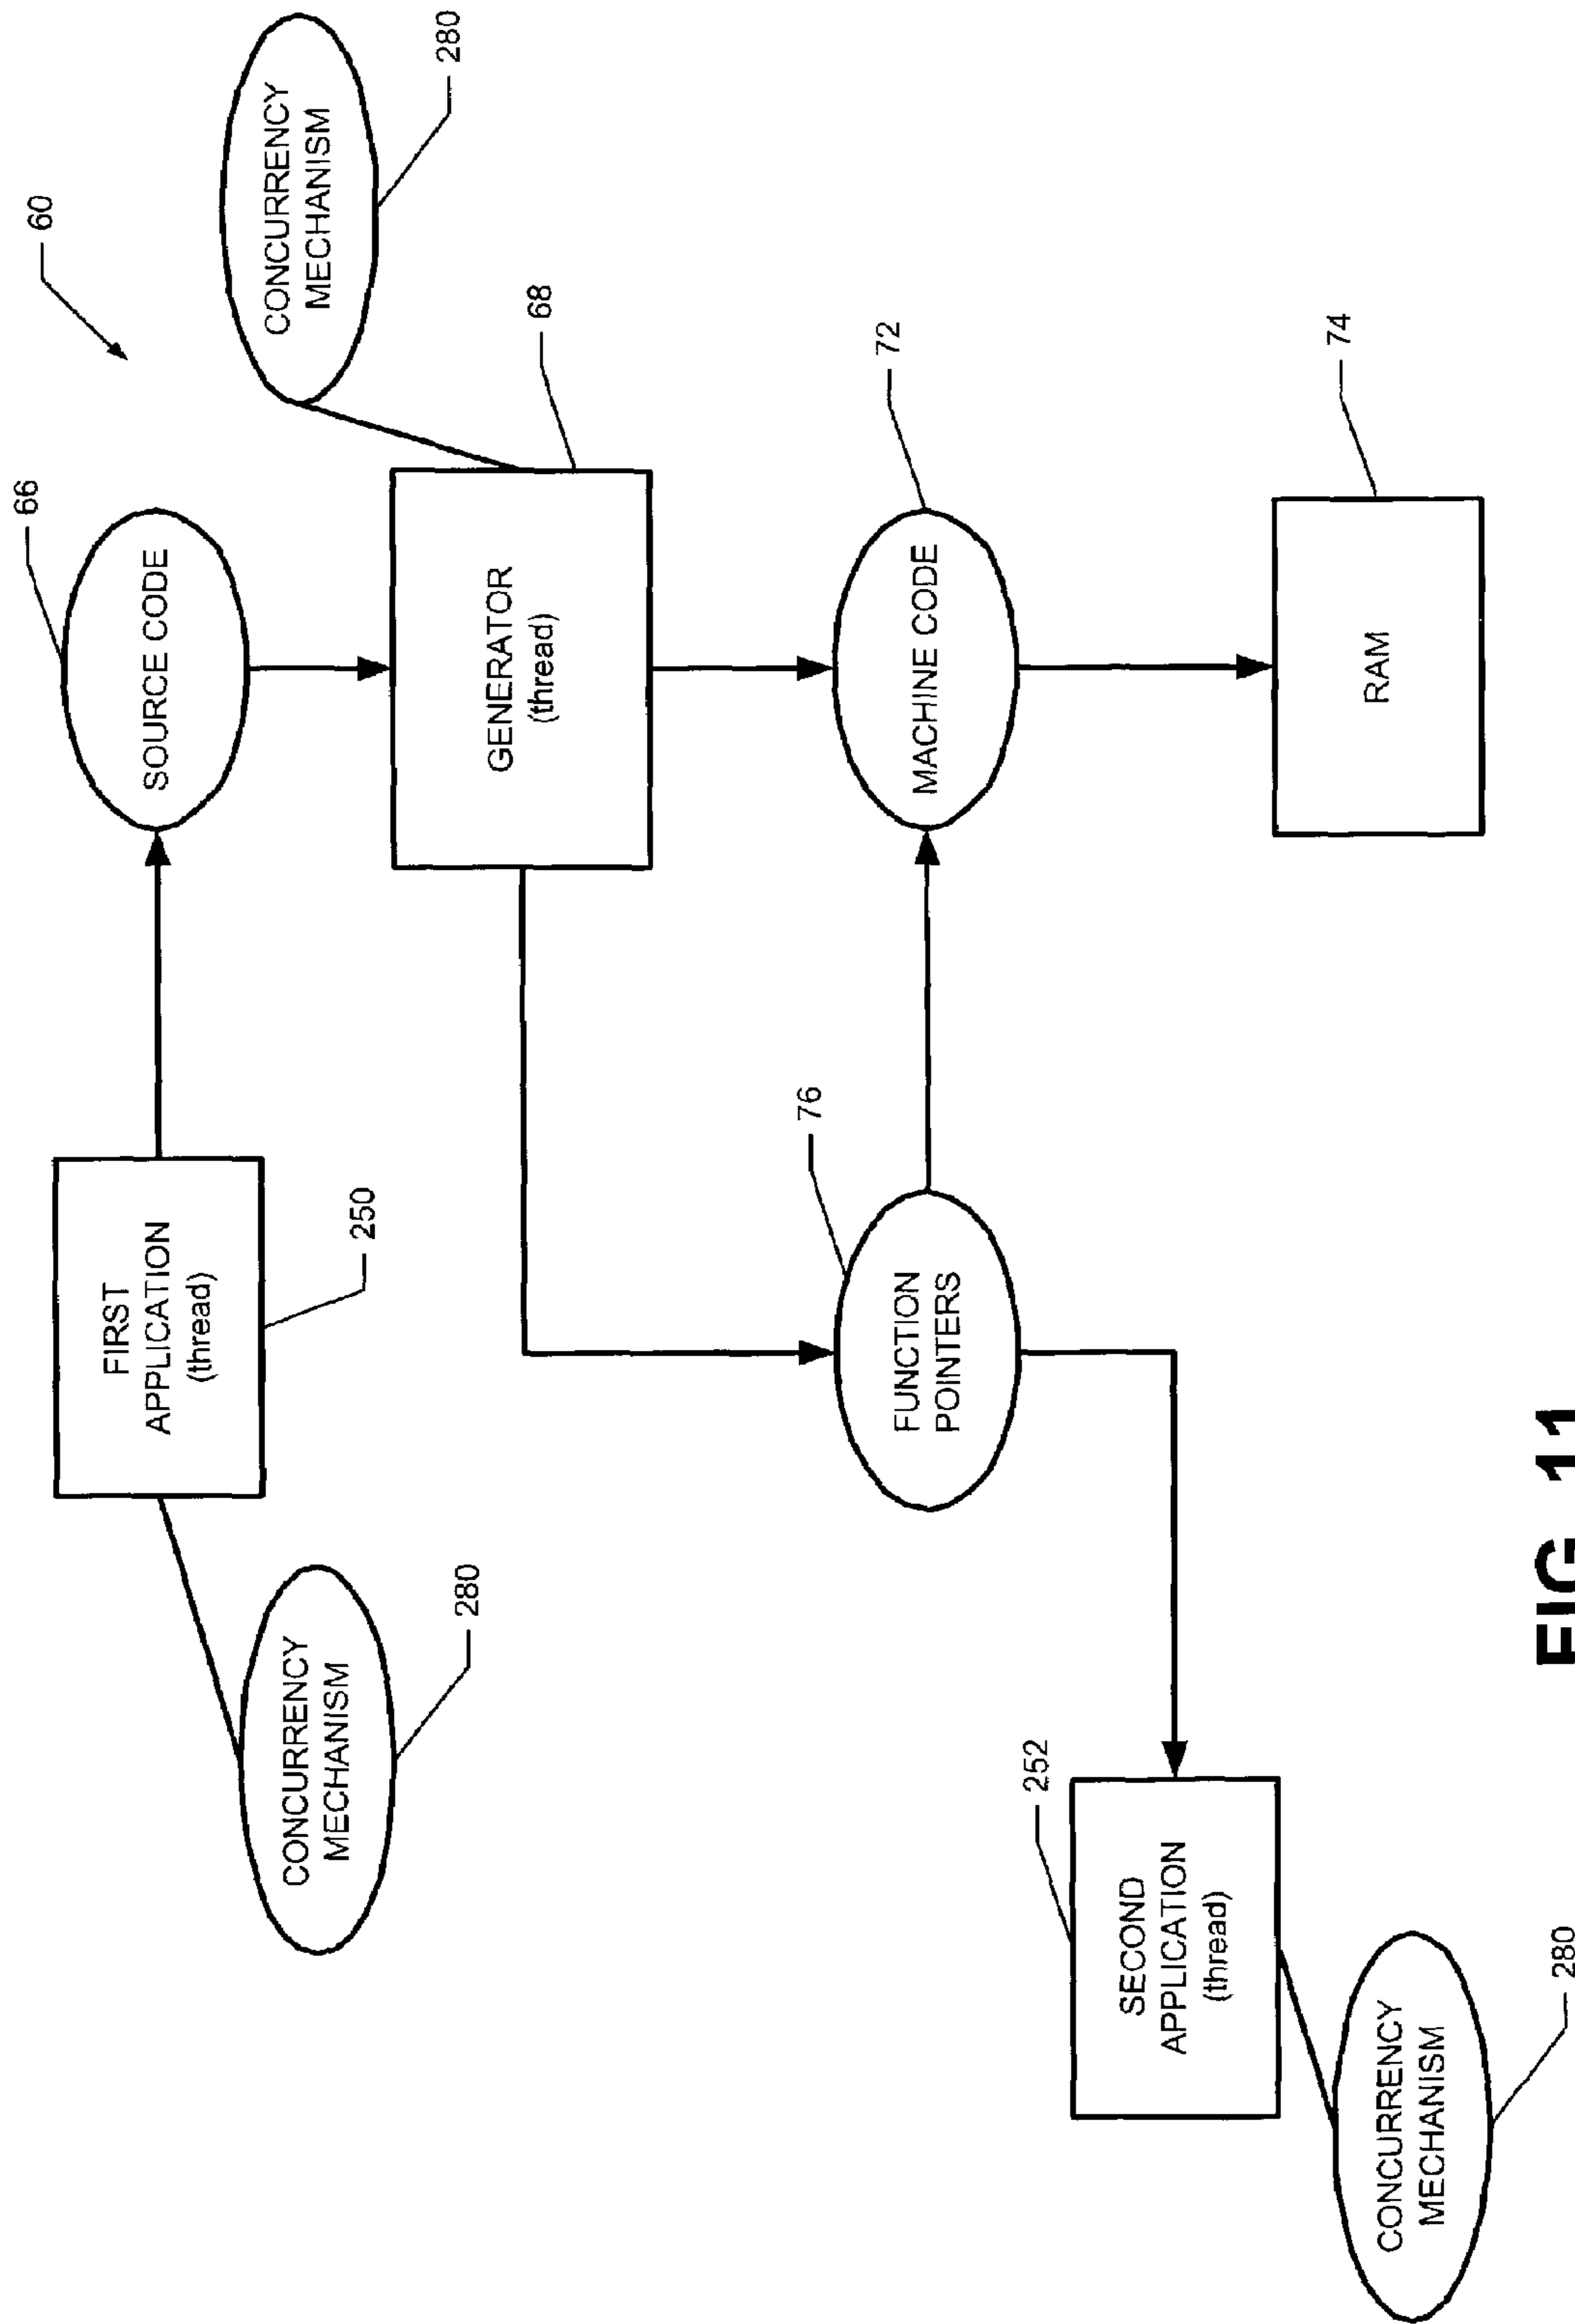 60
CONCURRENCY
MECHANISM
280
FIRST
APPLICATION
(thread)
250
66
SOURCE CODE
CONCURRENCY
MECHANISM
280
GENERATOR
(thread)
68
76
FUNCTION
POINTERS
72
MACHINE CODE
252
SECOND
APPLICATION
(thread)
74
RAM
CONCURRENCY
MECHANISM
280
FIG. 11